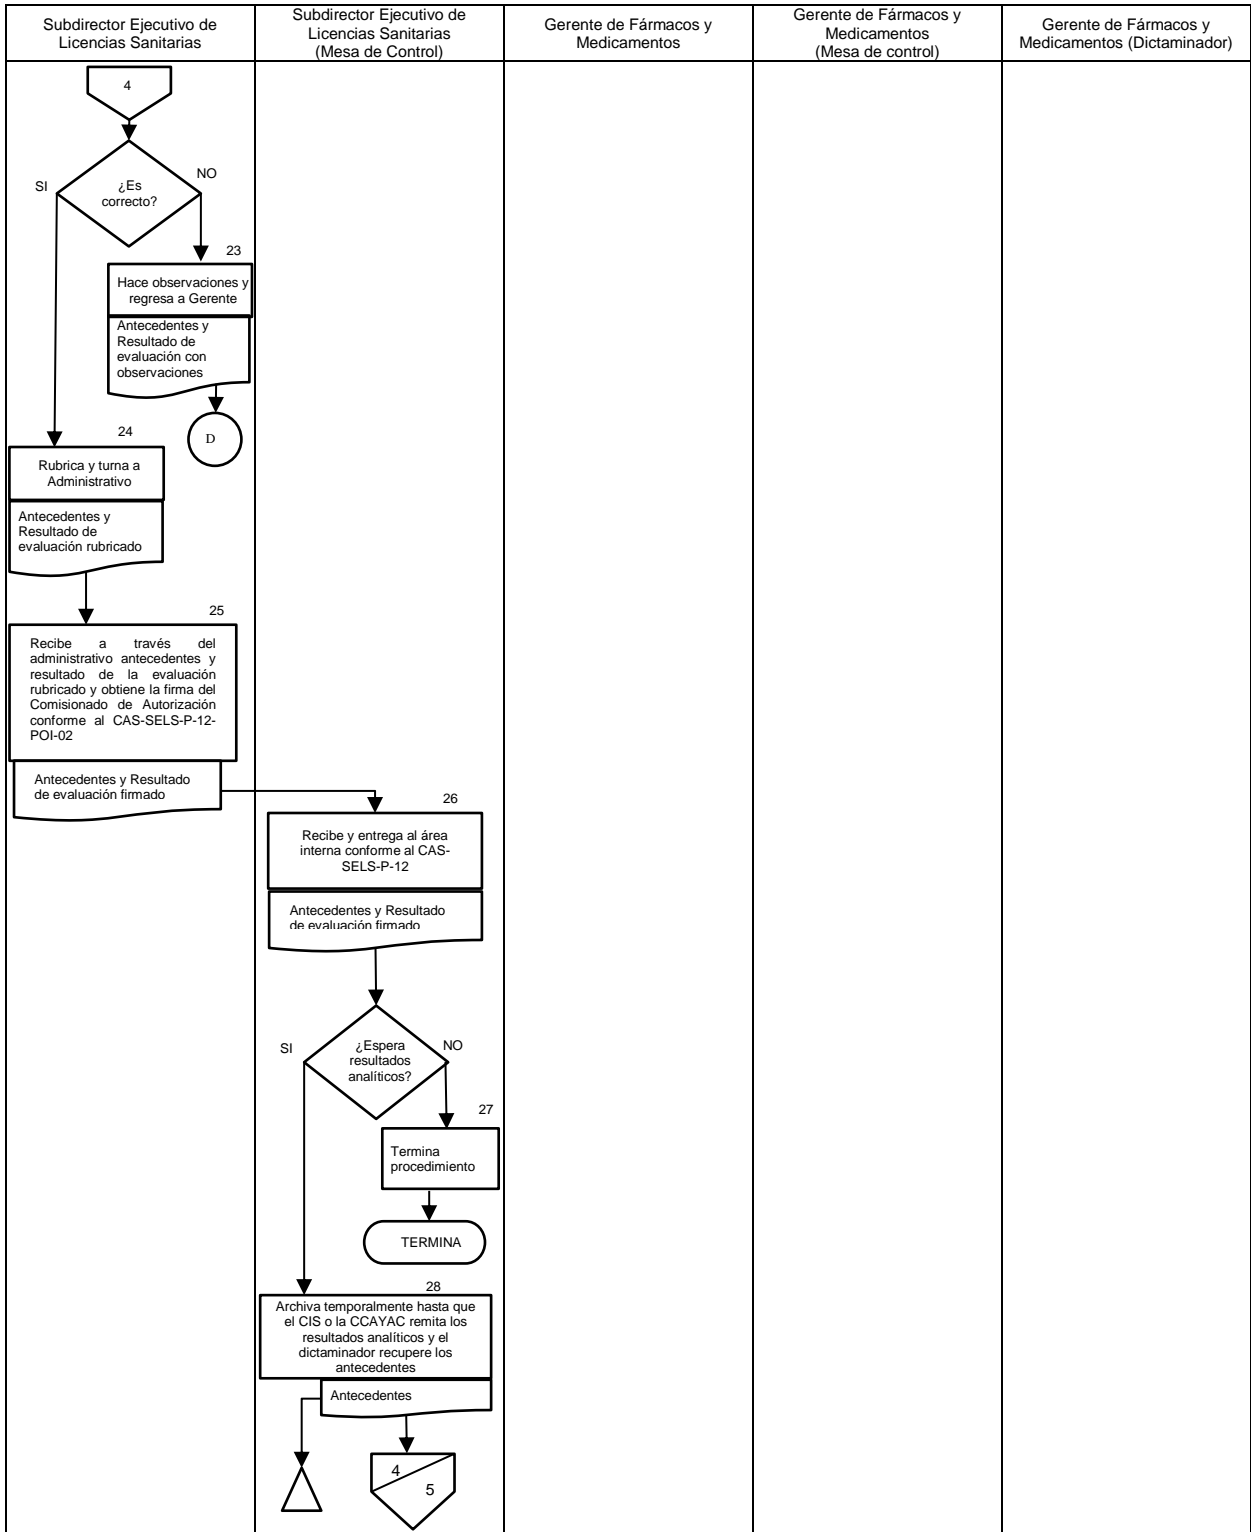 Subdirector Ejecutivo de
Licencias Sanitarias
Subdirector Ejecutivo de
Licencias Sanitarias
(Mesa de Control)
Gerente de Fármacos y
Medicamentos
Gerente de Fármacos y
Medicamentos
(Mesa de control)
Gerente de Fármacos y
Medicamentos (Dictaminador)
4
¿Es
correcto?
SI
NO
23
Hace observaciones y
regresa a Gerente
Antecedentes y
Resultado de
evaluación con
observaciones
D
24
Rubrica y turna a
Administrativo
Antecedentes y
Resultado de
evaluación rubricado
25
Recibe a través del
administrativo antecedentes y
resultado de la evaluación
rubricado y obtiene la firma del
Comisionado de Autorización
conforme al CAS-SELS-P-12-
POI-02
Antecedentes y Resultado
de evaluación firmado
26
Recibe y entrega al área
interna conforme al CAS-
SELS-P-12
Antecedentes y Resultado
de evaluación firmado
SI
¿Espera
resultados
analíticos?
NO
27
Termina
procedimiento
TERMINA
28
Archiva temporalmente hasta que
el CIS o la CCAYAC remita los
resultados analíticos y el
dictaminador recupere los
antecedentes
Antecedentes
4
5